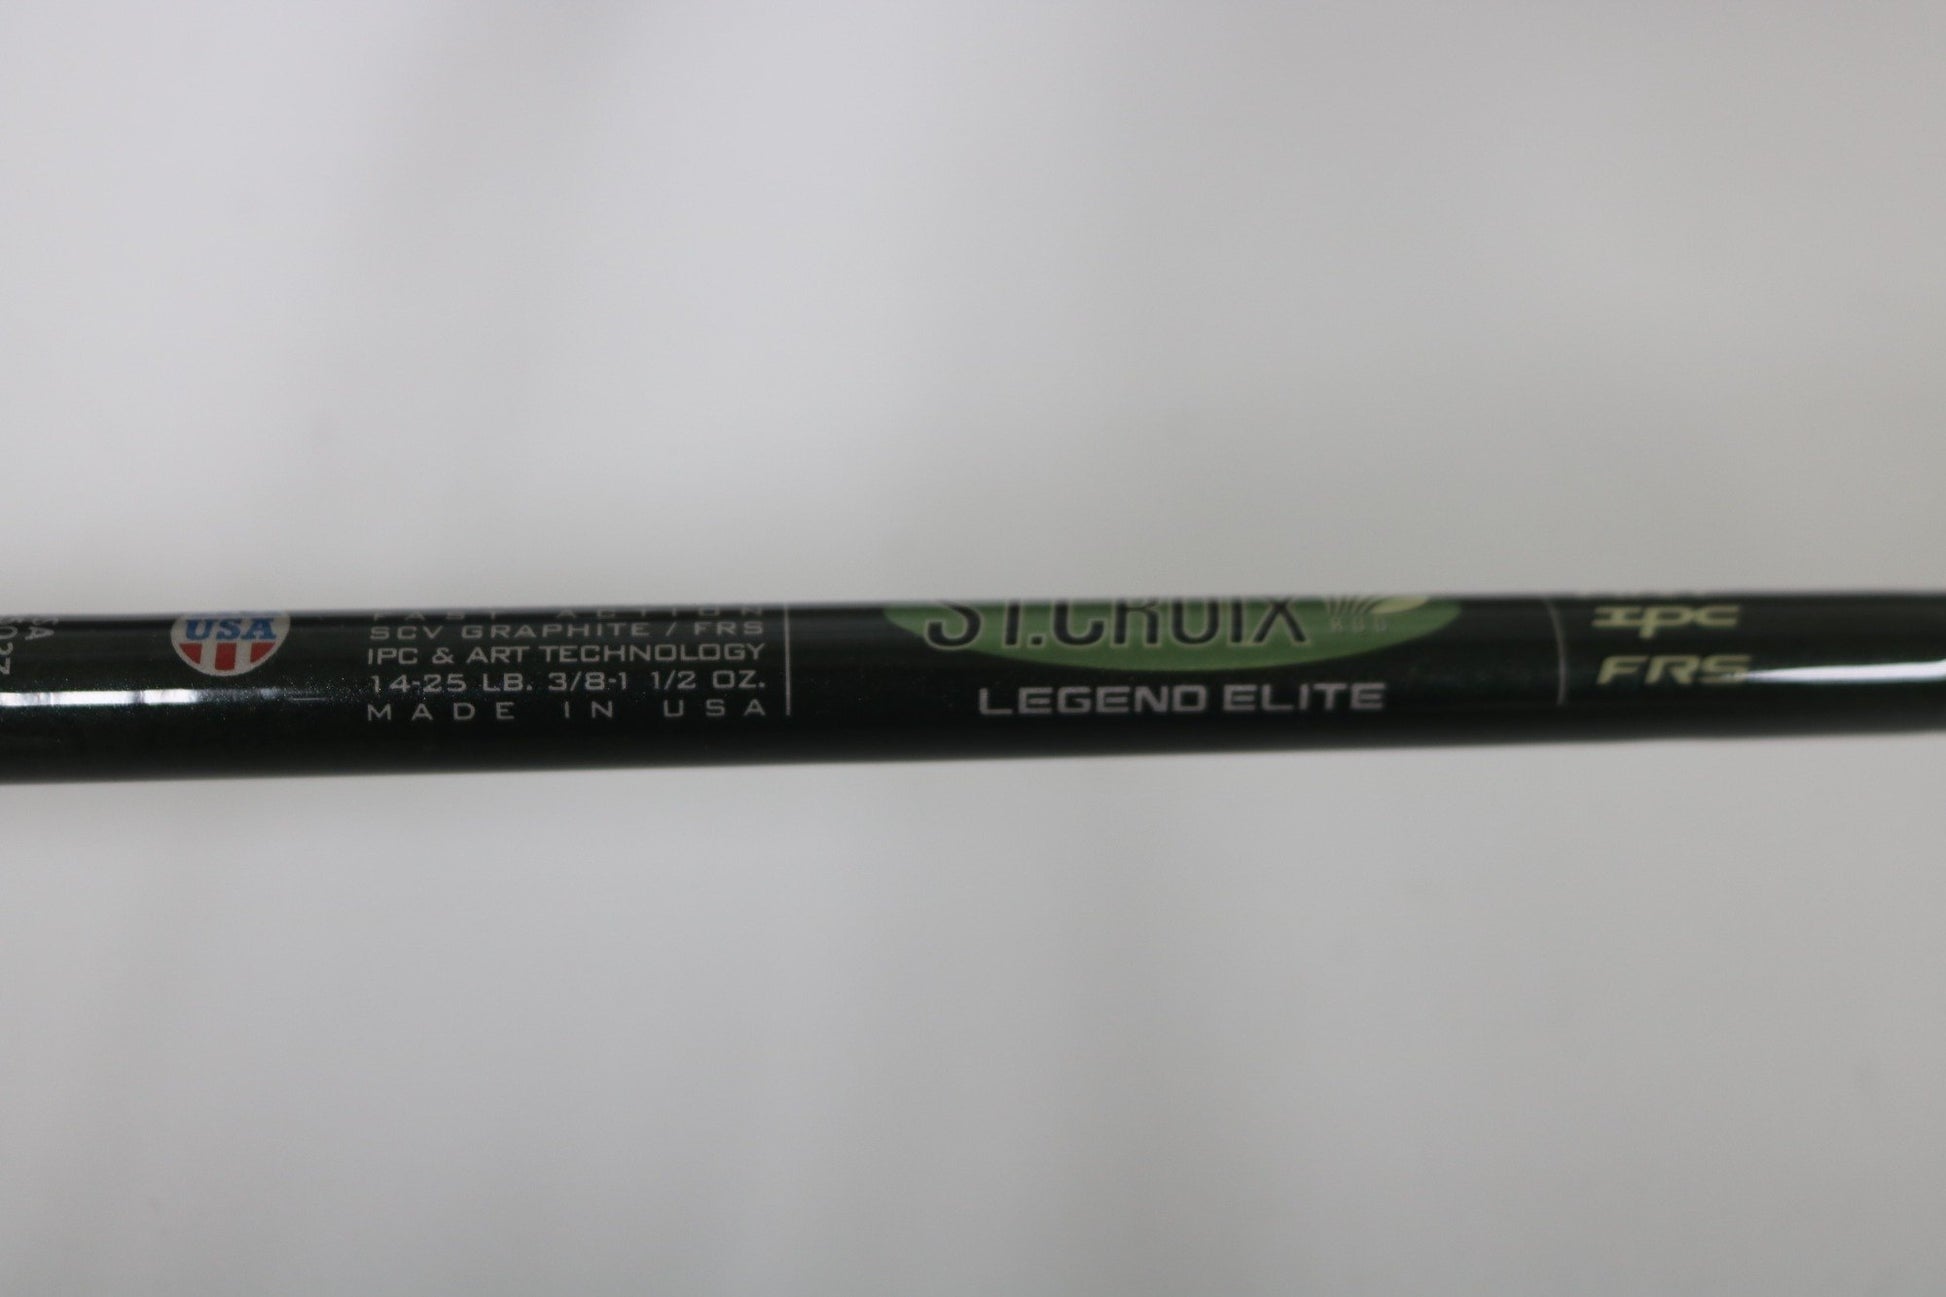 USA
FAST ACTION
SCV GRAPHITE / FRS
IPC & ART TECHNOLOGY
14-25 LB. 3/8-1 1/2 OZ.
MADE IN USA
ST.CROIX
ROD
LEGEND ELITE
IPC
FRS